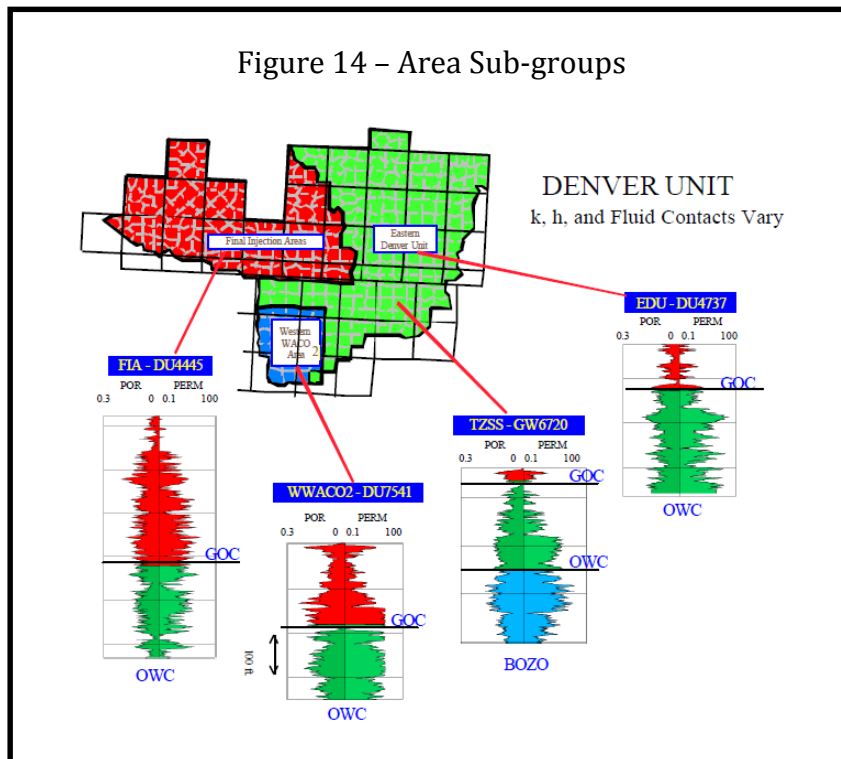 Figure 14 – Area Sub-groups
DENVER UNIT
k, h, and Fluid Contacts Vary
Final Injection Areas
Eastern
Denver Unit
Western
WACO
Area 2
EDU - DU4737
POR PERM
0.3 0 0.1 100
GOC
OWC
FIA - DU4445
POR PERM
0.3 0 0.1 100
GOC
OWC
TZSS - GW6720
POR PERM
0.3 0 0.1 100
GOC
OWC
BOZO
WWACO2 - DU7541
POR PERM
0.3 0 0.1 100
GOC
100 ft.
OWC